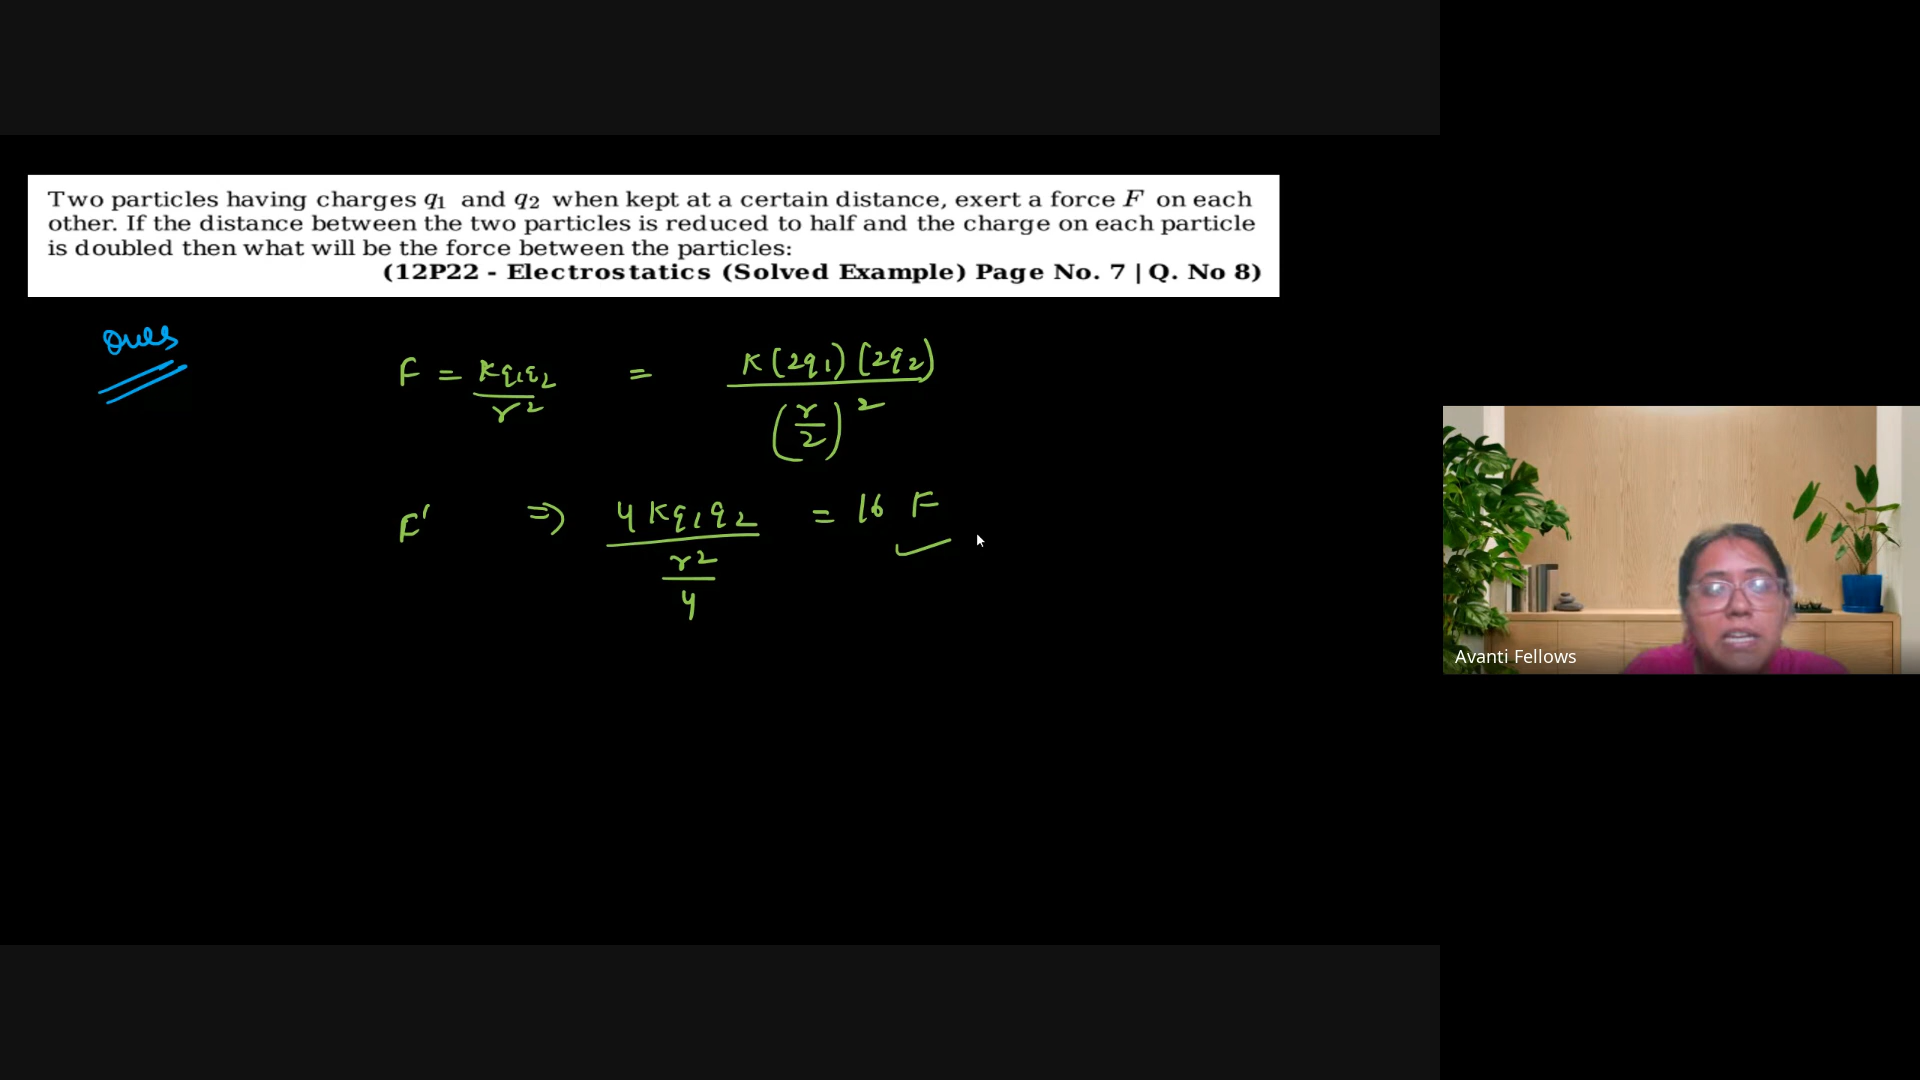 Two particles having charges q1 and q2 when kept at a certain distance, exert a force F on each
other. If the distance between the two particles is reduced to half and the charge on each particle
is doubled then what will be the force between the particles:
(12P22 - Electrostatics (Solved Example) Page No. 7 | Q. No 8)
Ques
F = Kq1q2 / r² = K(2q1)(2q2) / (r/2)²
F' ⇒ 4Kq1q2 / (r²/4) = 16 F
Avanti Fellows